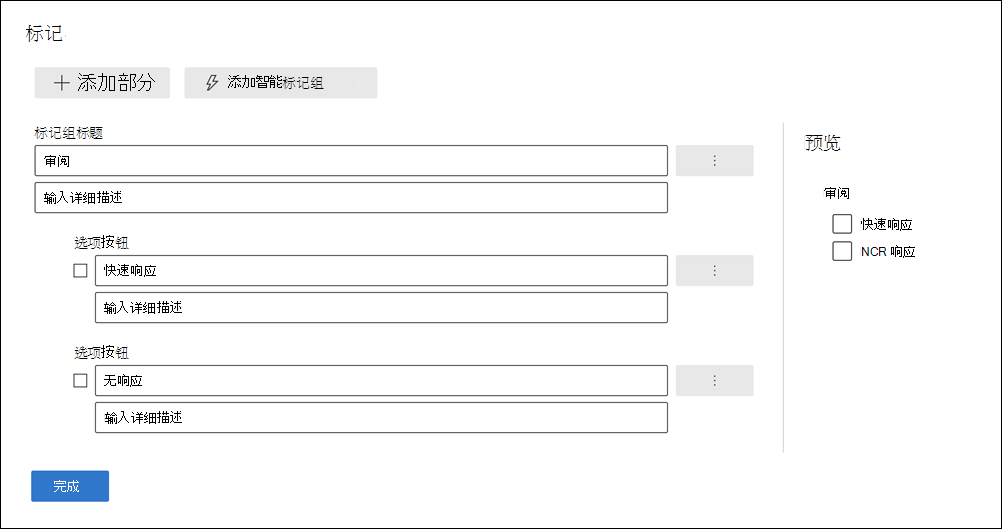 标记
添加部分
添加智能标记组
标记组标题
审阅
输入详细描述
选项按钮
快速响应
输入详细描述
选项按钮
无响应
输入详细描述
完成
预览
审阅
快速响应
NCR 响应